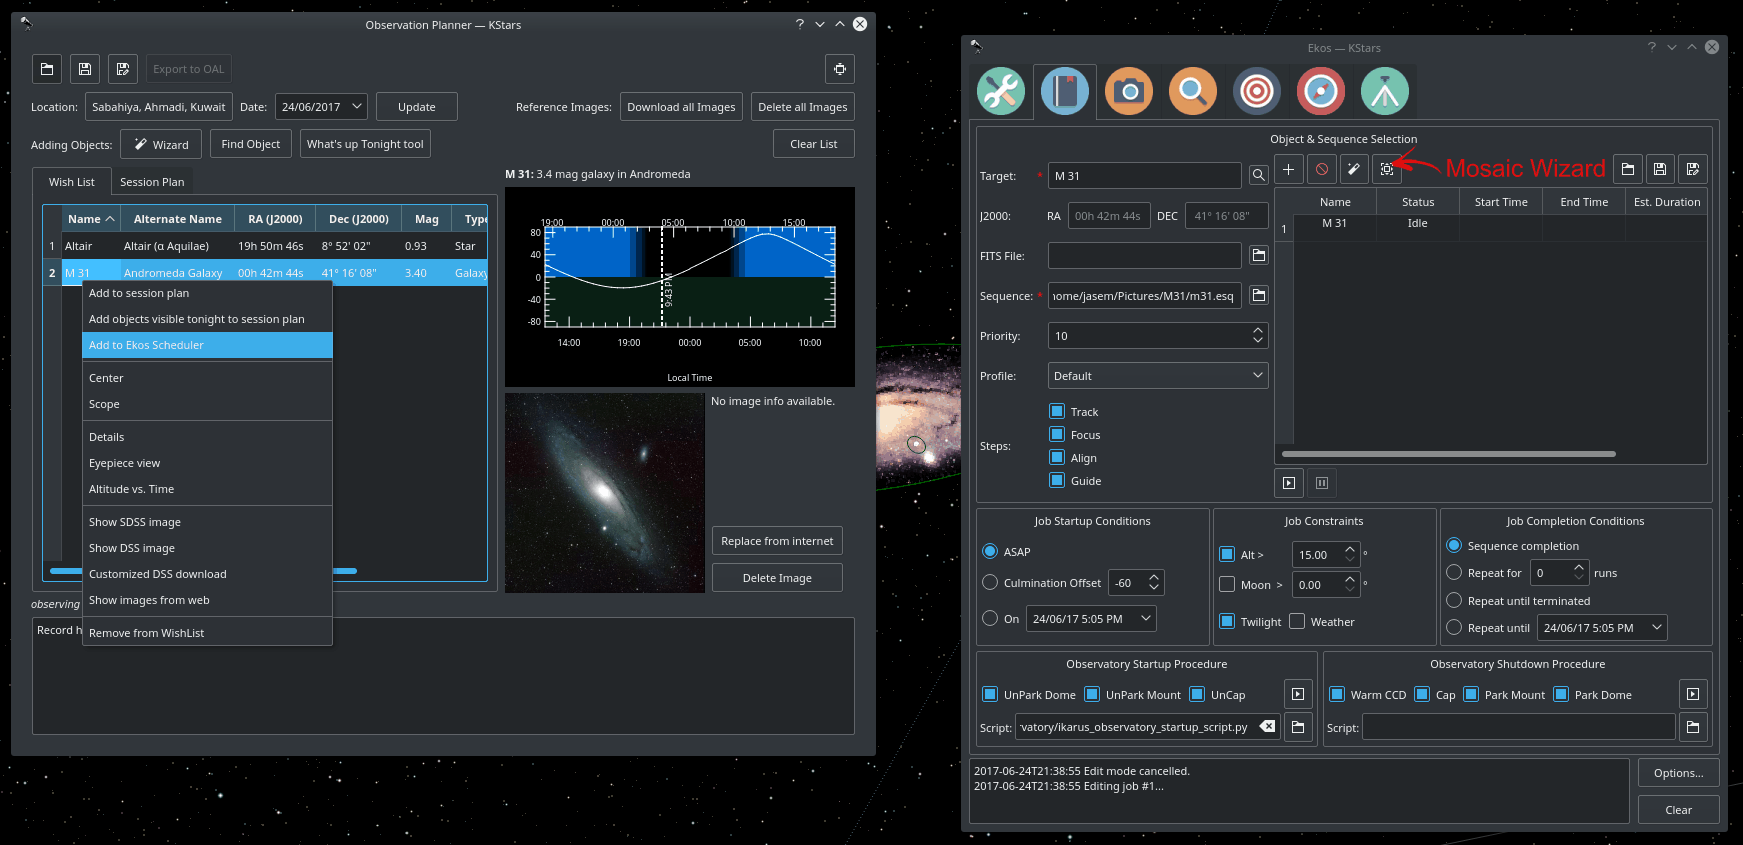 Observation Planner — KStars
Export to OAL
Location: Sabahiya, Ahmadi, Kuwait Date: 24/06/2017 Update Reference Images: Download all Images Delete all Images
Adding Objects: Wizard Find Object What's up Tonight tool Clear List
Wish List Session Plan
Name Alternate Name RA (J2000) Dec (J2000) Mag Type
1 Altair Altair (α Aquilae) 19h 50m 46s 8° 52' 02" 0.93 Star
2 M 31 Andromeda Galaxy 00h 42m 44s 41° 16' 08" 3.40 Galaxy
Add to session plan
Add objects visible tonight to session plan
Add to Ekos Scheduler
Center
Scope
Details
Eyepiece view
Altitude vs. Time
Show SDSS image
Show DSS image
Customized DSS download
Show images from web
Remove from WishList
observing
Record h
M 31: 3.4 mag galaxy in Andromeda
19:00 00:00 05:00 10:00 15:00
80
40
0
-40
-80
9:43 PM
14:00 19:00 00:00 05:00 10:00
Local Time
No image info available.
Replace from internet
Delete Image
Ekos — KStars
Object & Sequence Selection
Target: * M 31
Mosaic Wizard
J2000: RA 00h 42m 44s DEC 41° 16' 08"
FITS File:
Sequence: * ome/jasem/Pictures/M31/m31.esq
Priority: 10
Profile: Default
Steps:
Track
Focus
Align
Guide
Name Status Start Time End Time Est. Duration
1 M 31 Idle
Job Startup Conditions
ASAP
Culmination Offset -60
On 24/06/17 5:05 PM
Job Constraints
Alt > 15.00 °
Moon > 0.00 °
Twilight Weather
Job Completion Conditions
Sequence completion
Repeat for 0 runs
Repeat until terminated
Repeat until 24/06/17 5:05 PM
Observatory Startup Procedure
UnPark Dome UnPark Mount UnCap
Script: vatory/ikarus_observatory_startup_script.py
Observatory Shutdown Procedure
Warm CCD Cap Park Mount Park Dome
Script:
2017-06-24T21:38:55 Edit mode cancelled.
2017-06-24T21:38:55 Editing job #1...
Options...
Clear